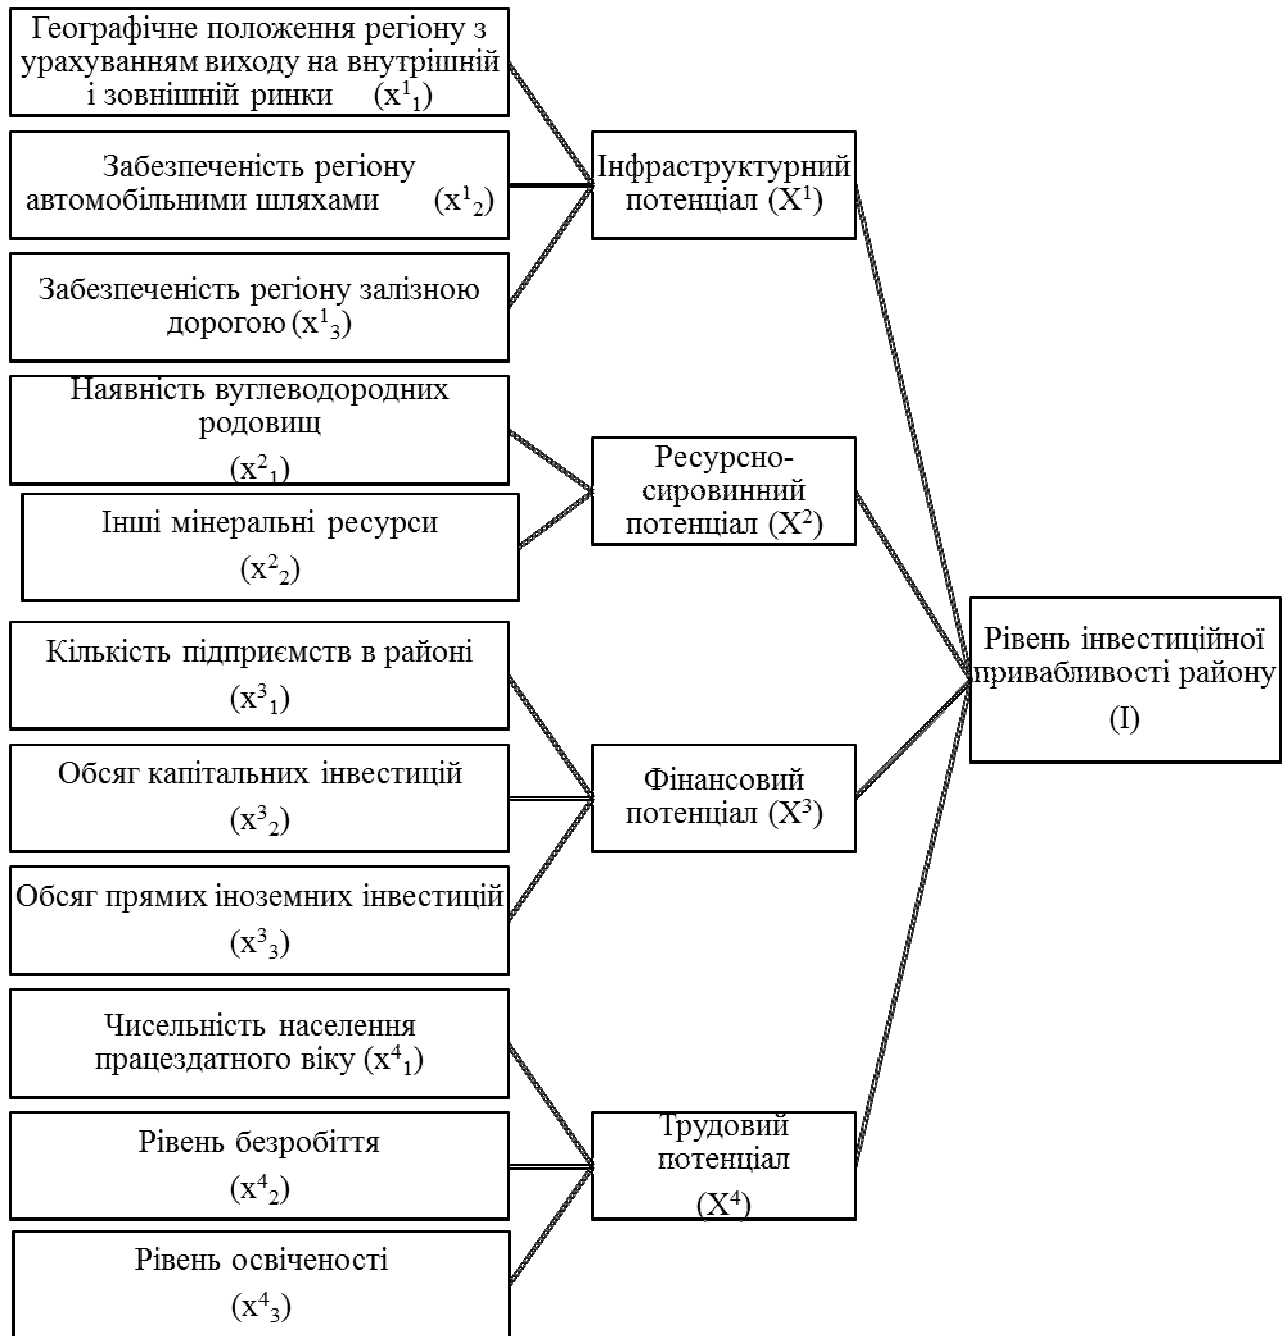 Географічне положення регіону з
урахуванням виходу на внутрішній
і зовнішній ринки (x¹₁)
Забезпеченість регіону
автомобільними шляхами (x¹₂)
Забезпеченість регіону залізною
дорогою (x¹₃)
Наявність вуглеводородних
родовищ
(x²₁)
Інші мінеральні ресурси
(x²₂)
Кількість підприємств в районі
(x³₁)
Обсяг капітальних інвестицій
(x³₂)
Обсяг прямих іноземних інвестицій
(x³₃)
Чисельність населення
працездатного віку (x⁴₁)
Рівень безробіття
(x⁴₂)
Рівень освіченості
(x⁴₃)
Інфраструктурний
потенціал (X¹)
Ресурсно-
сировинний
потенціал (X²)
Фінансовий
потенціал (X³)
Трудовий
потенціал
(X⁴)
Рівень інвестиційної
привабливості району
(I)